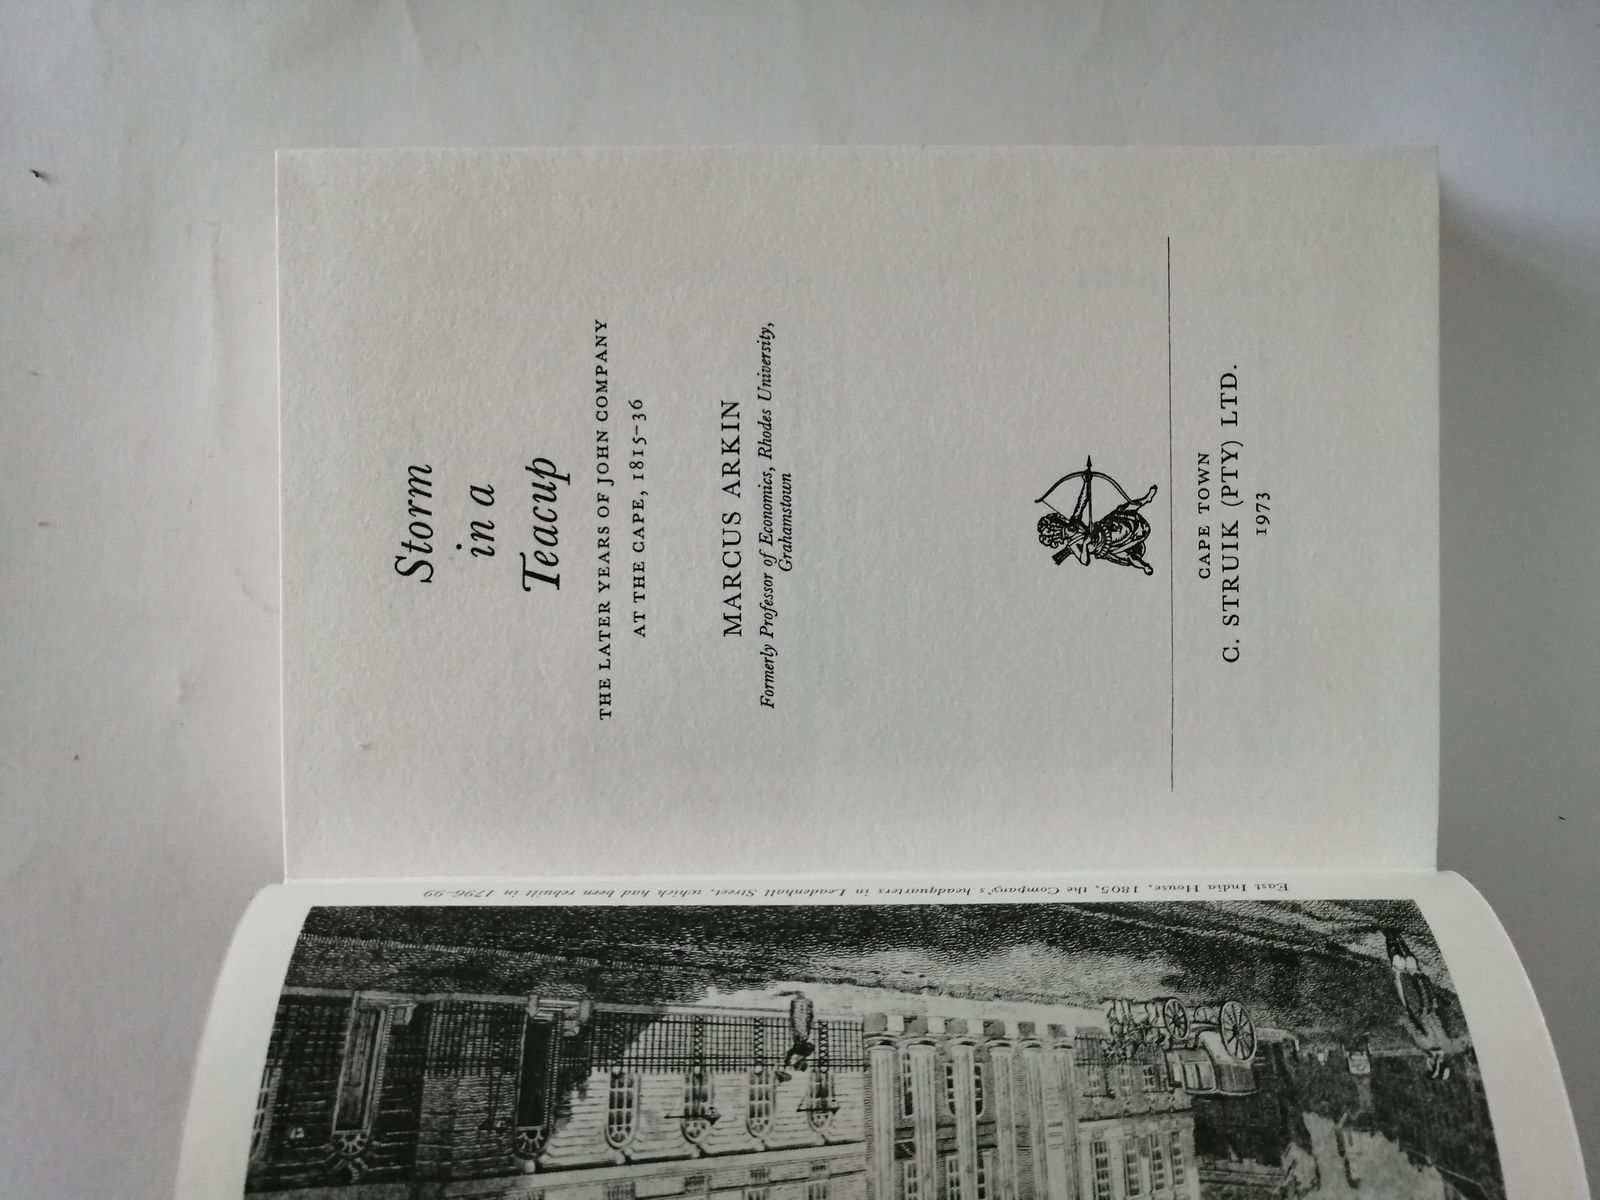 Storm
in a
Teacup
THE LATER YEARS OF JOHN COMPANY
AT THE CAPE, 1815–36
MARCUS ARKIN
Formerly Professor of Economics, Rhodes University,
Grahamstown
CAPE TOWN
C. STRUIK (PTY) LTD.
1973
East India House, 1805, the Company's headquarters in Leadenhall Street, which had been rebuilt in 1796–99